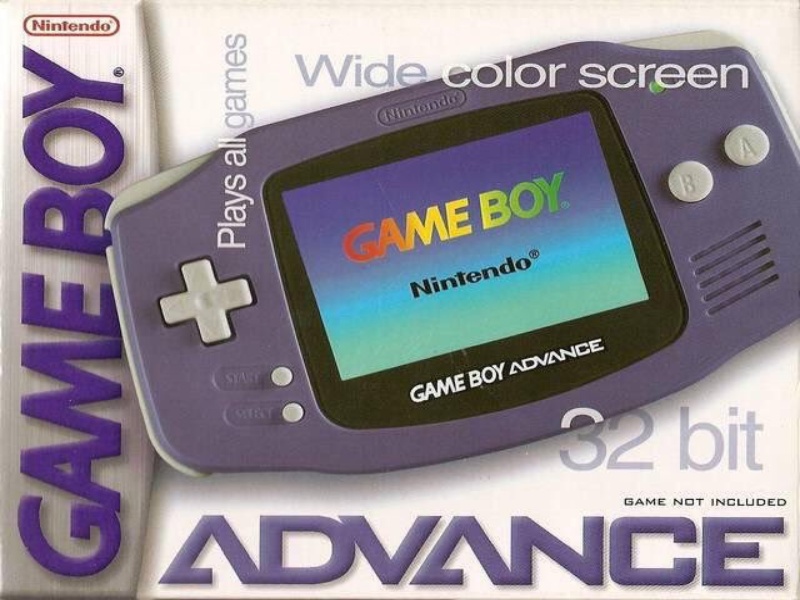 Nintendo®
GAME BOY®
Plays all games
Wide color screen
Nintendo
A
B
GAME BOY®
Nintendo®
START
SELECT
GAME BOY ADVANCE
32 bit
GAME NOT INCLUDED
ADVANCE